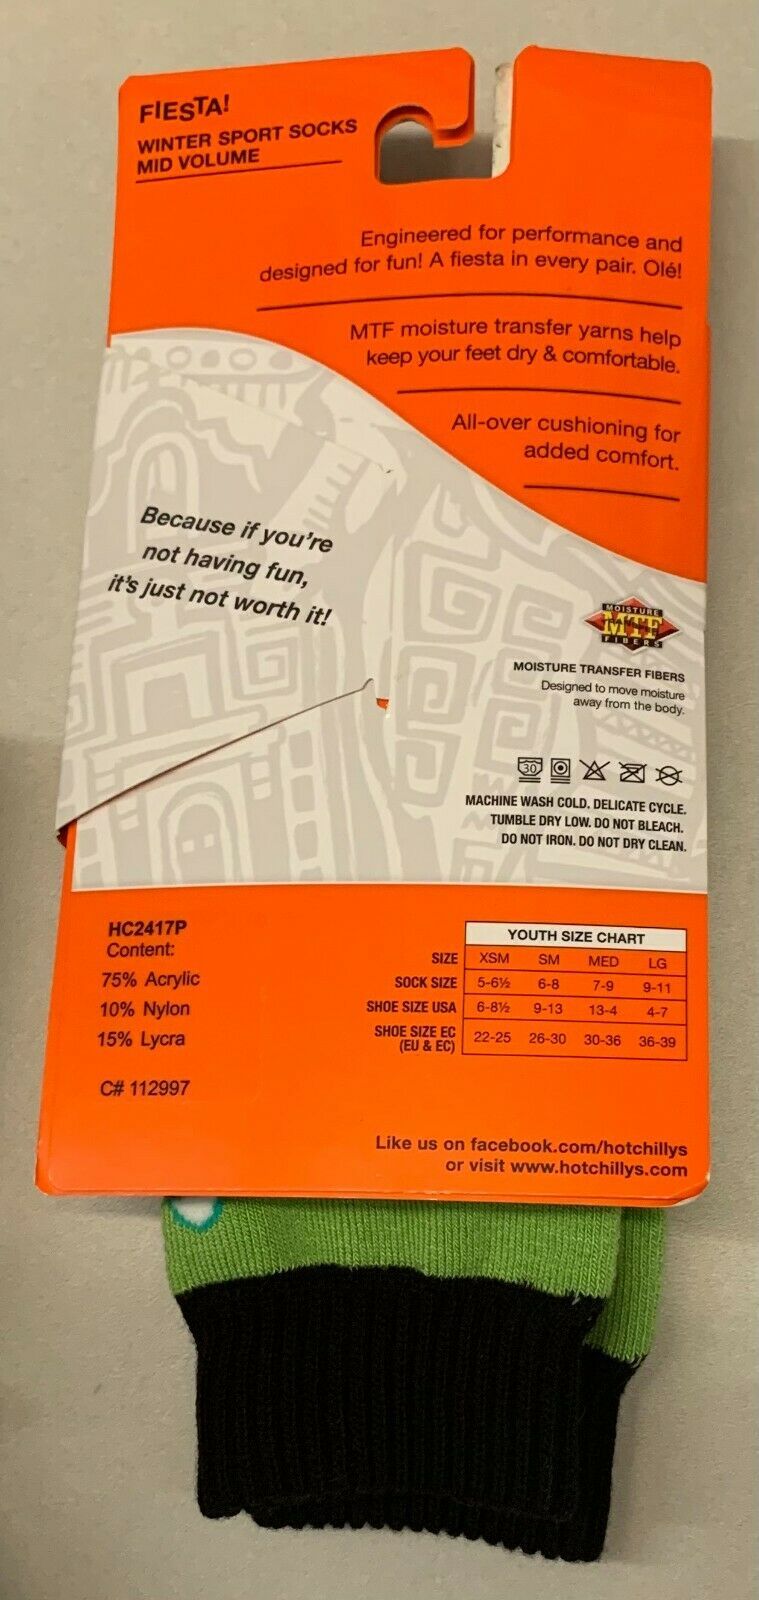 FIESTA!
WINTER SPORT SOCKS
MID VOLUME
Engineered for performance and
designed for fun! A fiesta in every pair. Olé!
MTF moisture transfer yarns help
keep your feet dry & comfortable.
All-over cushioning for
added comfort.
Because if you're
not having fun,
it's just not worth it!
MOISTURE
MTF
FIBERS
MOISTURE TRANSFER FIBERS
Designed to move moisture
away from the body.
30
MACHINE WASH COLD. DELICATE CYCLE.
TUMBLE DRY LOW. DO NOT BLEACH.
DO NOT IRON. DO NOT DRY CLEAN.
HC2417P
Content:
75% Acrylic
10% Nylon
15% Lycra
C# 112997
YOUTH SIZE CHART
SIZE XSM SM MED LG
SOCK SIZE 5-6½ 6-8 7-9 9-11
SHOE SIZE USA 6-8½ 9-13 13-4 4-7
SHOE SIZE EC
(EU & EC) 22-25 26-30 30-36 36-39
Like us on facebook.com/hotchillys
or visit www.hotchillys.com